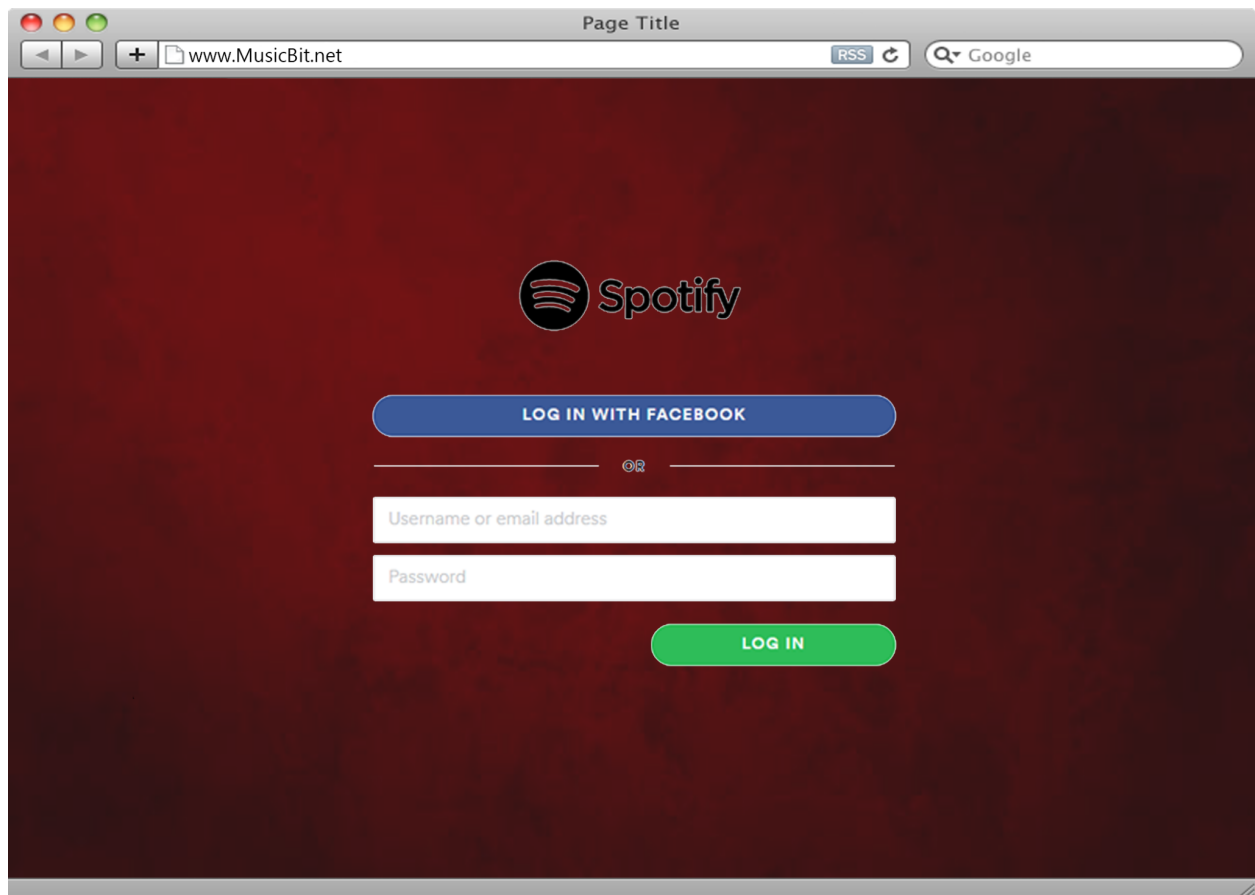 Page Title
www.MusicBit.net RSS Google
Spotify
LOG IN WITH FACEBOOK
OR
Username or email address
Password
LOG IN